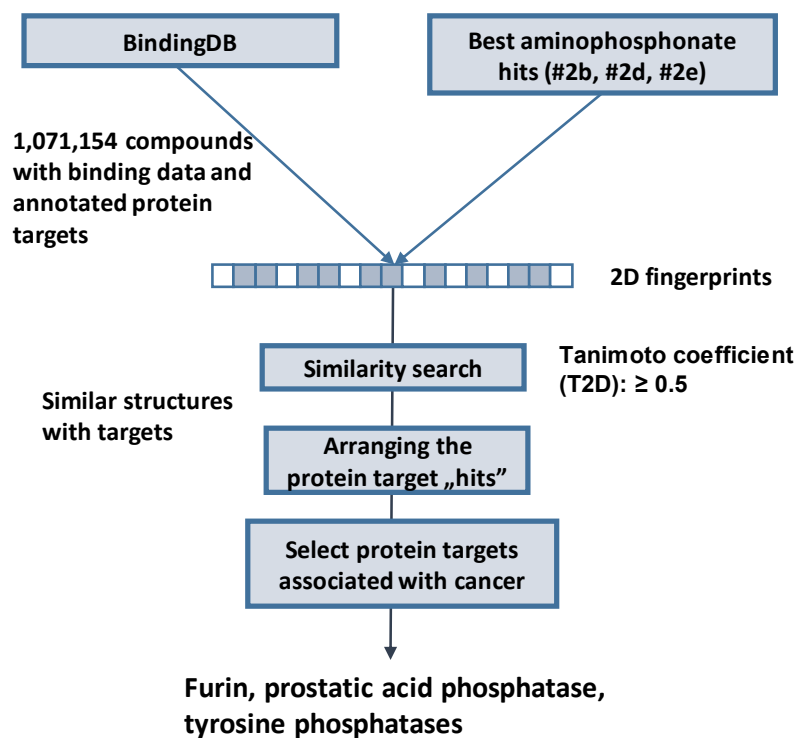 BindingDB
Best aminophosphonate
hits (#2b, #2d, #2e)
1,071,154 compounds
with binding data and
annotated protein
targets
2D fingerprints
Similarity search
Tanimoto coefficient
(T2D): ≥ 0.5
Similar structures
with targets
Arranging the
protein target „hits”
Select protein targets
associated with cancer
Furin, prostatic acid phosphatase,
tyrosine phosphatases